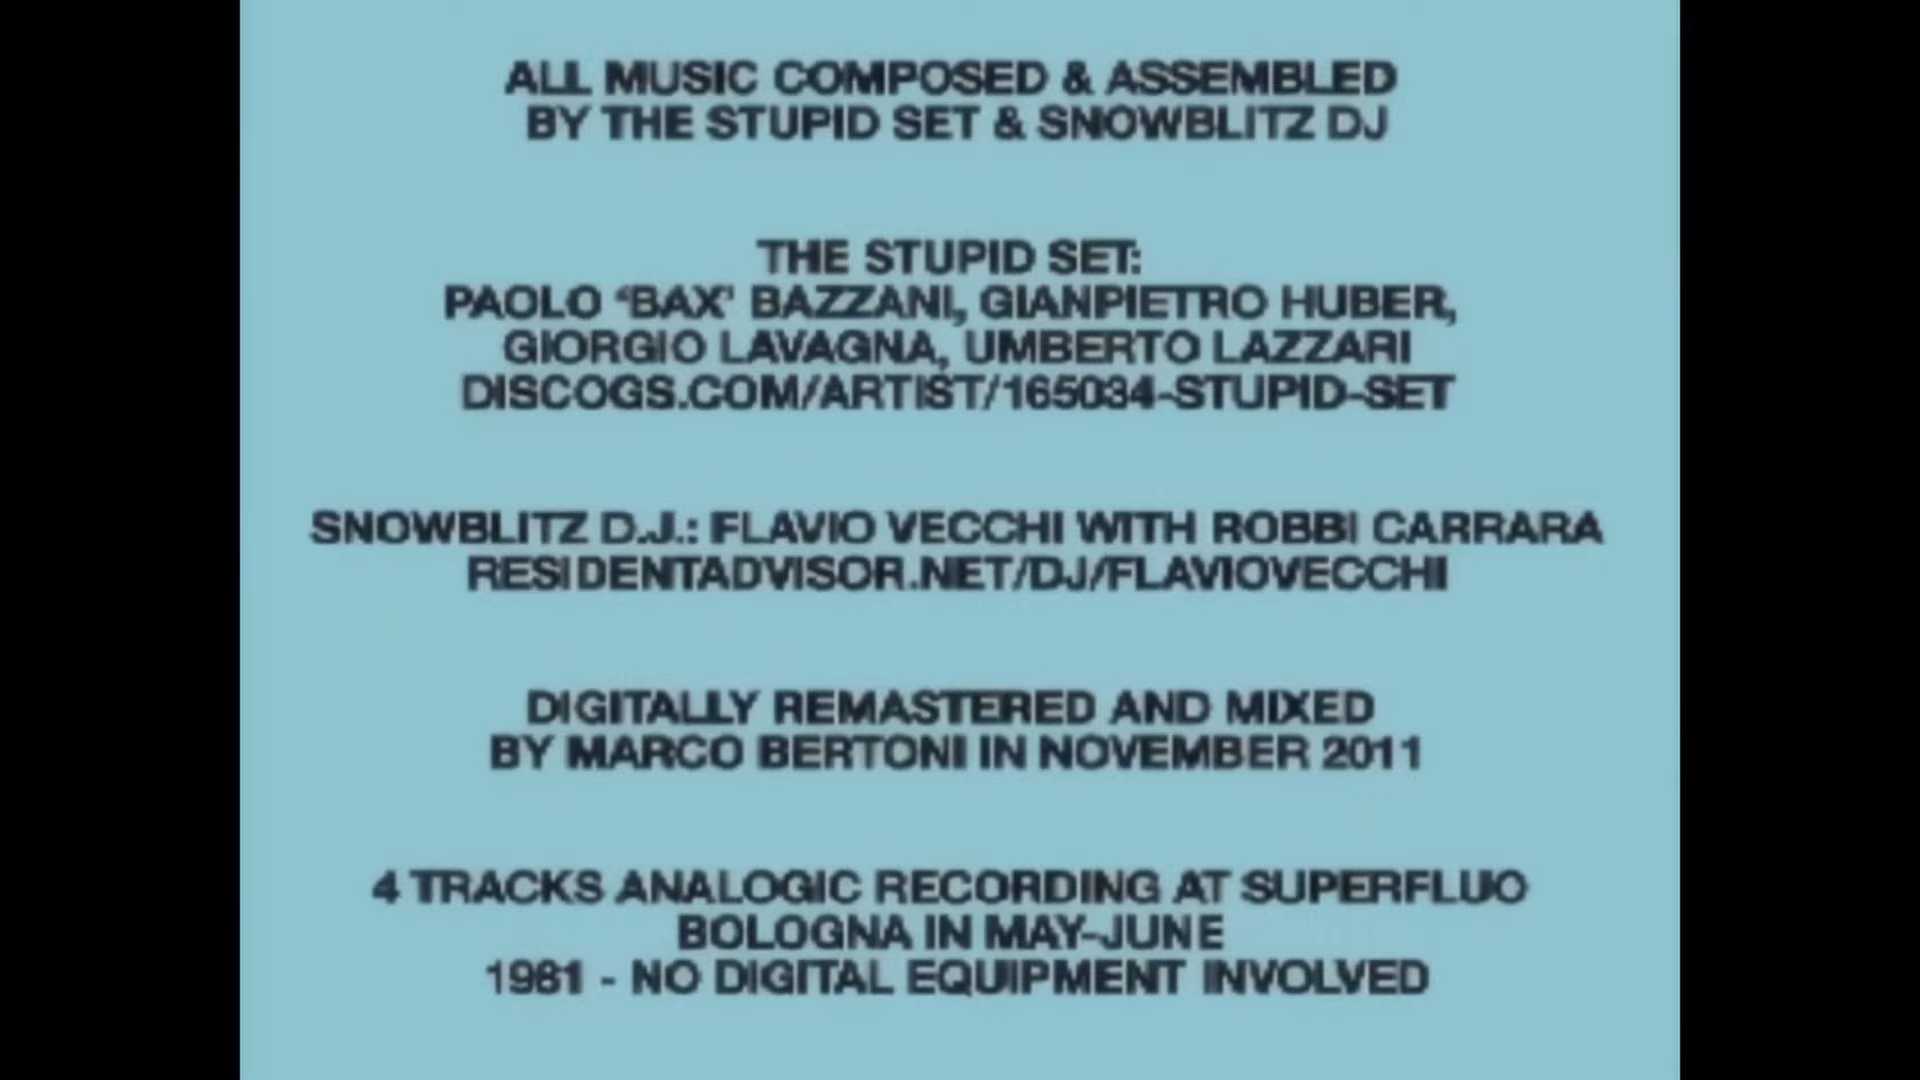 ALL MUSIC COMPOSED & ASSEMBLED
BY THE STUPID SET & SNOWBLITZ DJ
THE STUPID SET:
PAOLO ‘BAX’ BAZZANI, GIANPIETRO HUBER,
GIORGIO LAVAGNA, UMBERTO LAZZARI
DISCOGS.COM/ARTIST/165034-STUPID-SET
SNOWBLITZ D.J.: FLAVIO VECCHI WITH ROBBI CARRARA
RESIDENTADVISOR.NET/DJ/FLAVIOVECCHI
DIGITALLY REMASTERED AND MIXED
BY MARCO BERTONI IN NOVEMBER 2011
4 TRACKS ANALOGIC RECORDING AT SUPERFLUO
BOLOGNA IN MAY-JUNE
1981 - NO DIGITAL EQUIPMENT INVOLVED